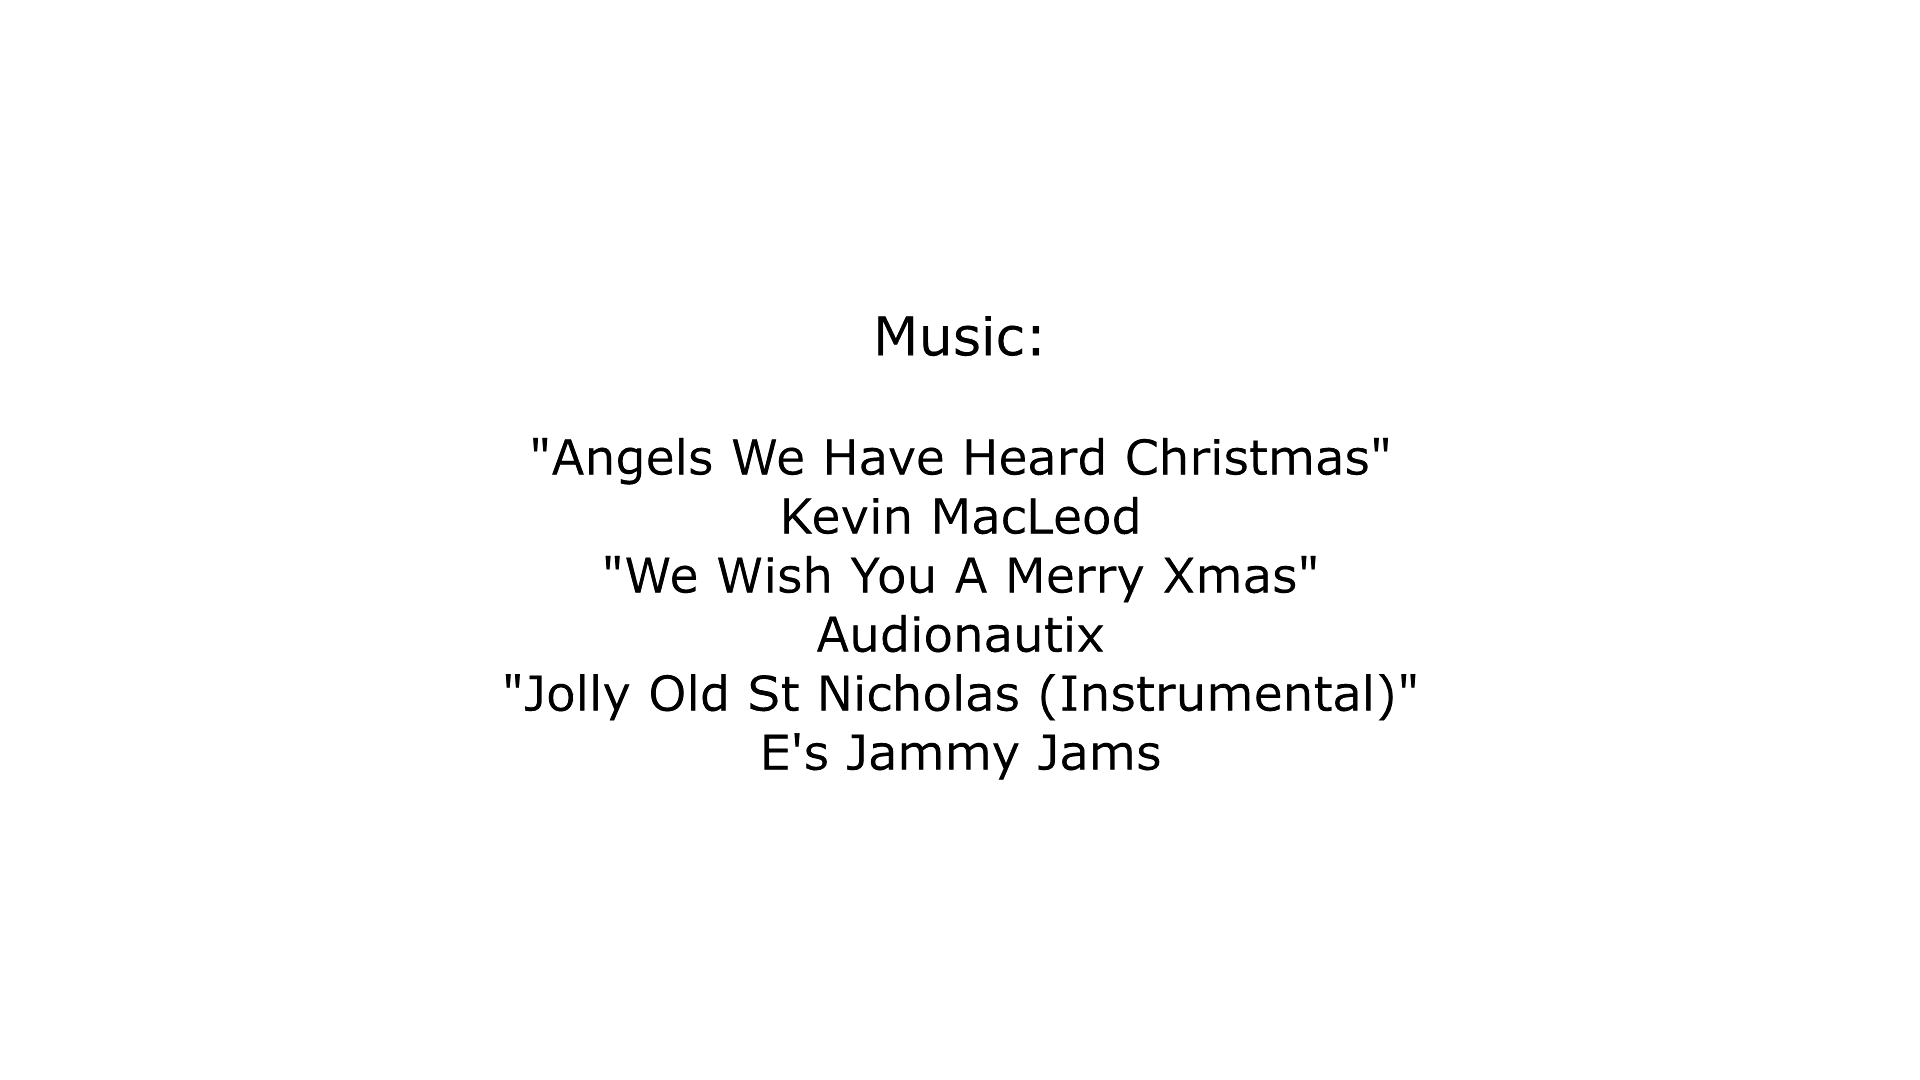 Music:
"Angels We Have Heard Christmas"
Kevin MacLeod
"We Wish You A Merry Xmas"
Audionautix
"Jolly Old St Nicholas (Instrumental)"
E's Jammy Jams